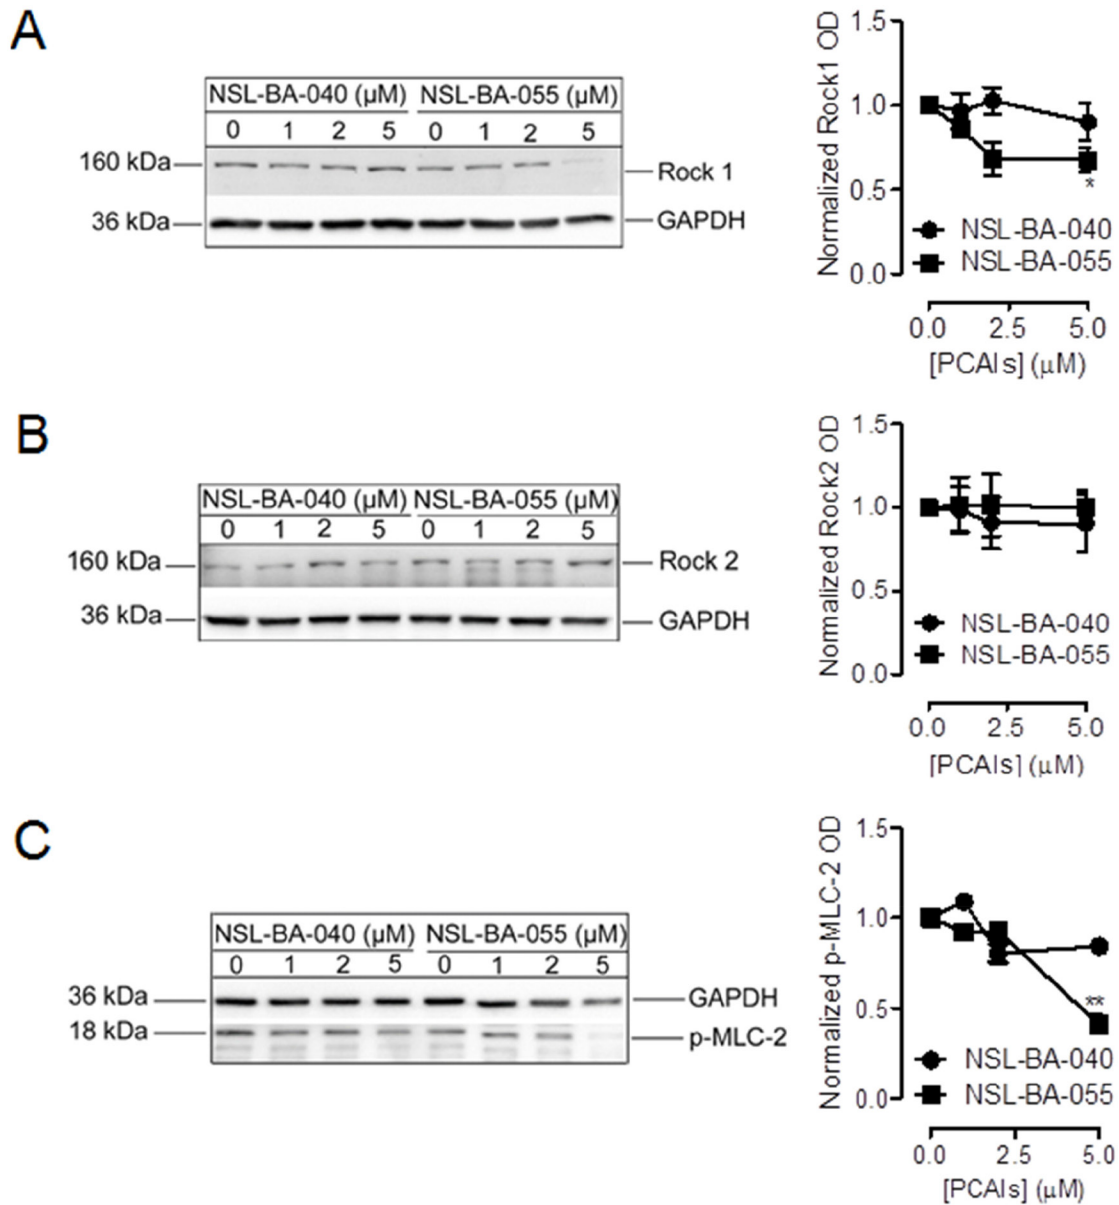 A
NSL-BA-040 (µM) NSL-BA-055 (µM)
0 1 2 5 0 1 2 5
160 kDa
Rock 1
36 kDa
GAPDH
Normalized Rock1 OD
1.5
1.0
0.5
0.0
*
NSL-BA-040
NSL-BA-055
0.0 2.5 5.0
[PCAIs] (µM)
B
NSL-BA-040 (µM) NSL-BA-055 (µM)
0 1 2 5 0 1 2 5
160 kDa
Rock 2
36 kDa
GAPDH
Normalized Rock2 OD
1.5
1.0
0.5
0.0
NSL-BA-040
NSL-BA-055
0.0 2.5 5.0
[PCAIs] (µM)
C
NSL-BA-040 (µM) NSL-BA-055 (µM)
0 1 2 5 0 1 2 5
36 kDa
GAPDH
18 kDa
p-MLC-2
Normalized p-MLC-2 OD
1.5
1.0
0.5
0.0
**
NSL-BA-040
NSL-BA-055
0.0 2.5 5.0
[PCAIs] (µM)